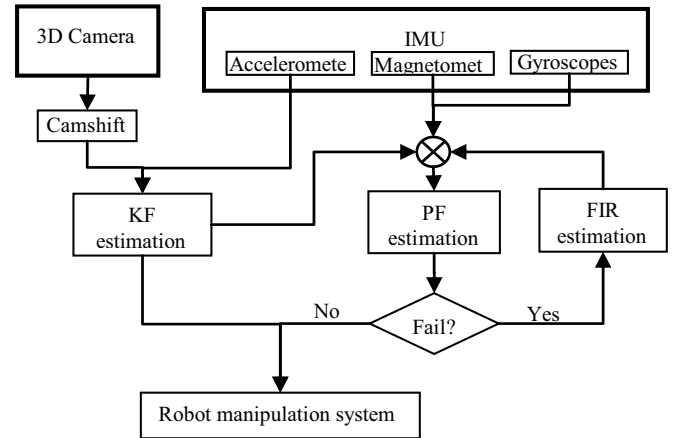 3D Camera
IMU
Acceleromete
Magnetomet
Gyroscopes
Camshift
KF
estimation
PF
estimation
FIR
estimation
No
Fail?
Yes
Robot manipulation system